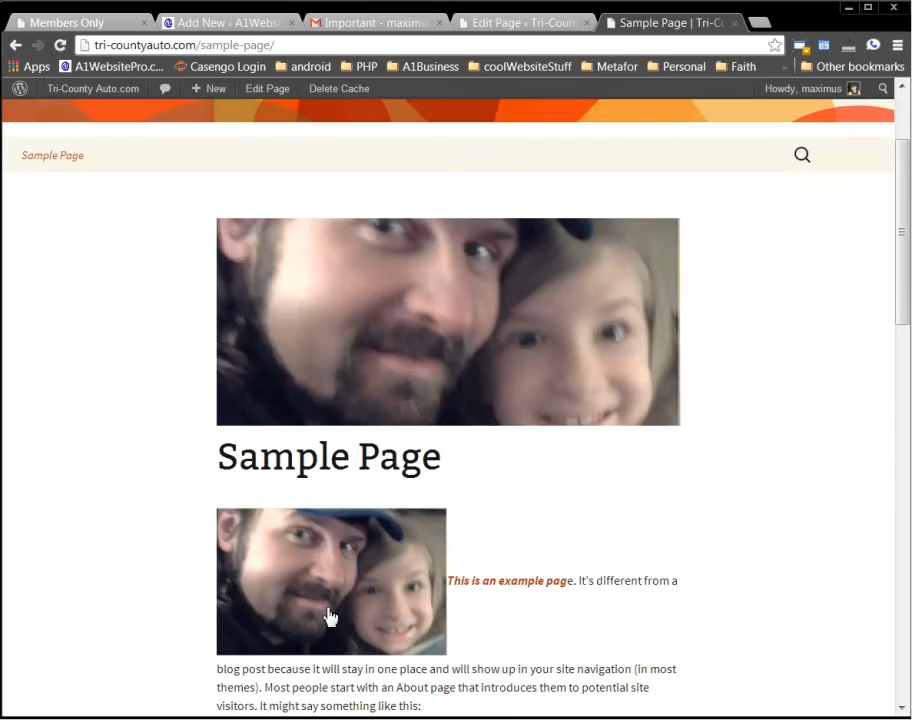 Members Only
Add New ‹ A1Webs
Important - maximu
Edit Page ‹ Tri-Coun
Sample Page | Tri-Cc
tri-countyauto.com/sample-page/
Apps
A1WebsitePro.c...
Casengo Login
android
PHP
A1Business
coolWebsiteStuff
Metafor
Personal
Faith
»
Other bookmarks
Tri-County Auto.com
+ New
Edit Page
Delete Cache
Howdy, maximus
Sample Page
Sample Page
This is an example page. It's different from a
blog post because it will stay in one place and will show up in your site navigation (in most
themes). Most people start with an About page that introduces them to potential site
visitors. It might say something like this: